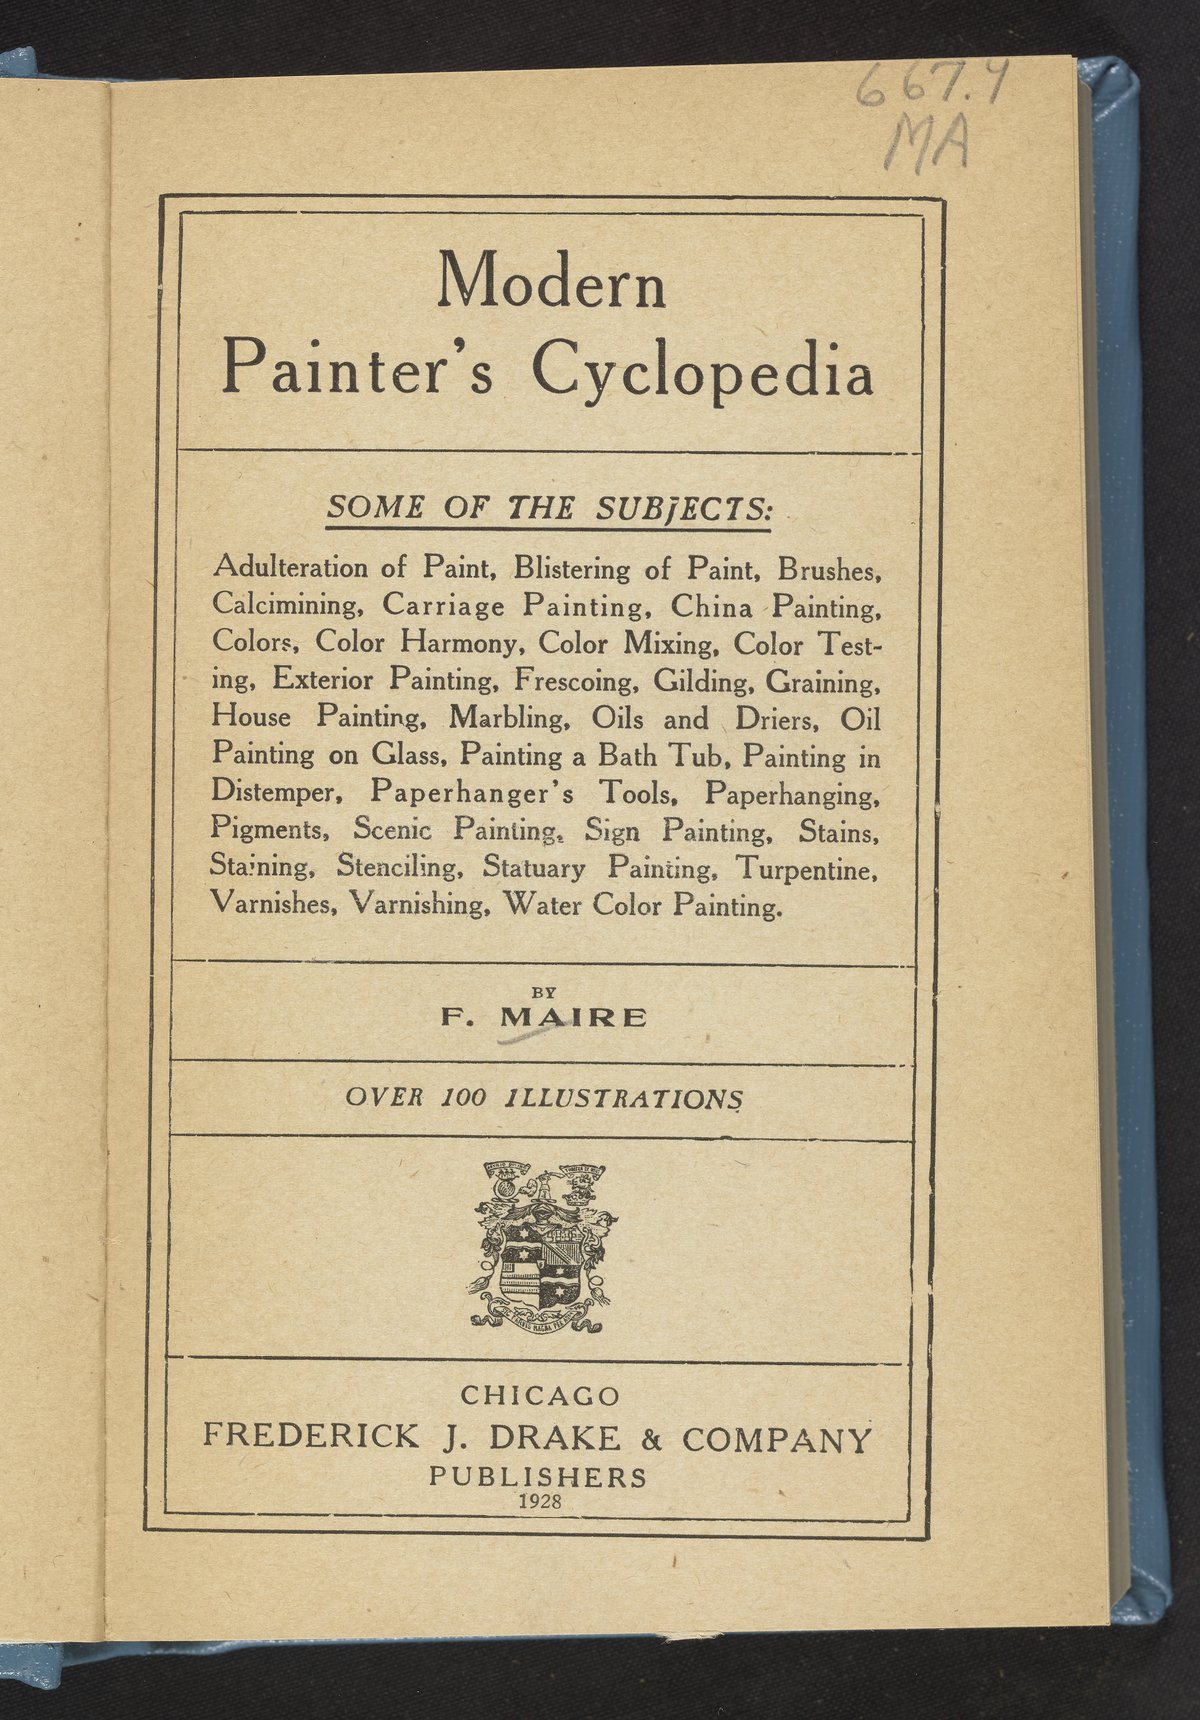 667.4
MA
Modern
Painter's Cyclopedia
SOME OF THE SUBJECTS:
Adulteration of Paint, Blistering of Paint, Brushes,
Calcimining, Carriage Painting, China Painting,
Colors, Color Harmony, Color Mixing, Color Test-
ing, Exterior Painting, Frescoing, Gilding, Graining,
House Painting, Marbling, Oils and Driers, Oil
Painting on Glass, Painting a Bath Tub, Painting in
Distemper, Paperhanger's Tools, Paperhanging,
Pigments, Scenic Painting, Sign Painting, Stains,
Staining, Stenciling, Statuary Painting, Turpentine,
Varnishes, Varnishing, Water Color Painting.
BY
F. MAIRE
OVER 100 ILLUSTRATIONS
CHICAGO
FREDERICK J. DRAKE & COMPANY
PUBLISHERS
1928